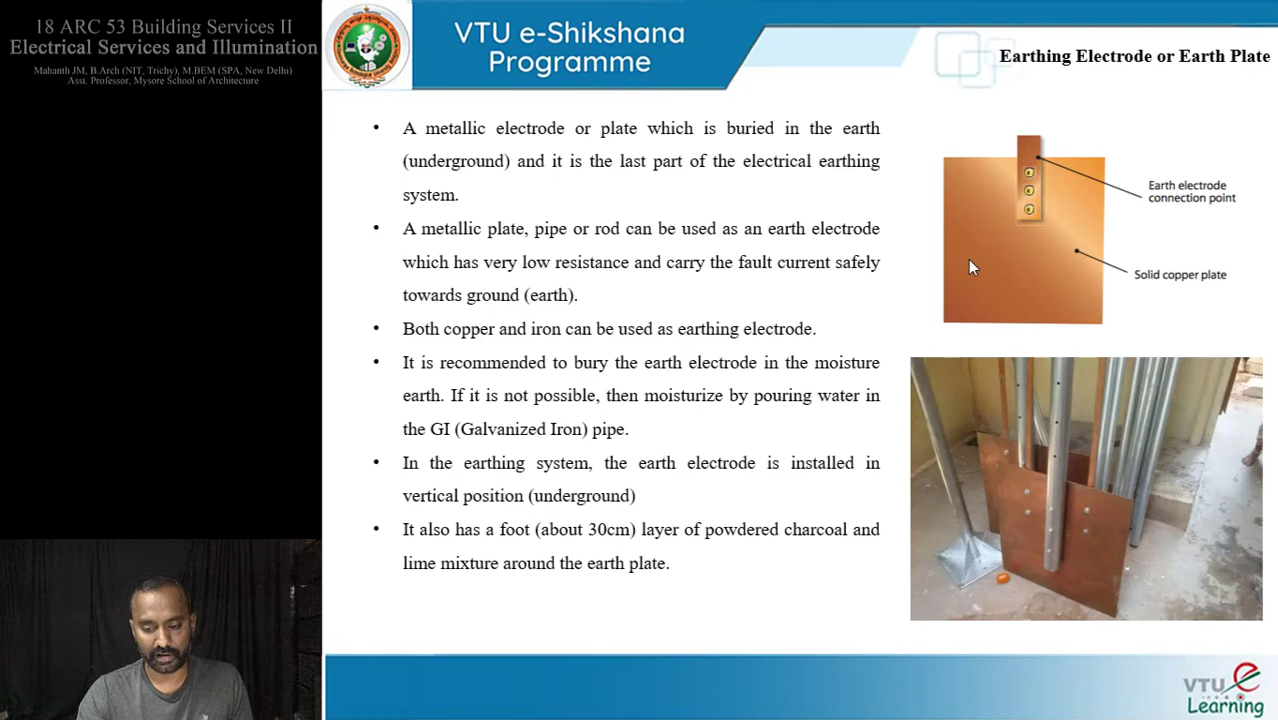 18 ARC 53 Building Services II
Electrical Services and Illumination
Mahanth JM, B.Arch (NIT, Trichy), M.BEM (SPA, New Delhi)
Asst. Professor, Mysore School of Architecture
VTU e-Shikshana
Programme
Earthing Electrode or Earth Plate
• A metallic electrode or plate which is buried in the earth
(underground) and it is the last part of the electrical earthing
system.
• A metallic plate, pipe or rod can be used as an earth electrode
which has very low resistance and carry the fault current safely
towards ground (earth).
• Both copper and iron can be used as earthing electrode.
• It is recommended to bury the earth electrode in the moisture
earth. If it is not possible, then moisturize by pouring water in
the GI (Galvanized Iron) pipe.
• In the earthing system, the earth electrode is installed in
vertical position (underground)
• It also has a foot (about 30cm) layer of powdered charcoal and
lime mixture around the earth plate.
Earth electrode
connection point
Solid copper plate
VTU e
Learning